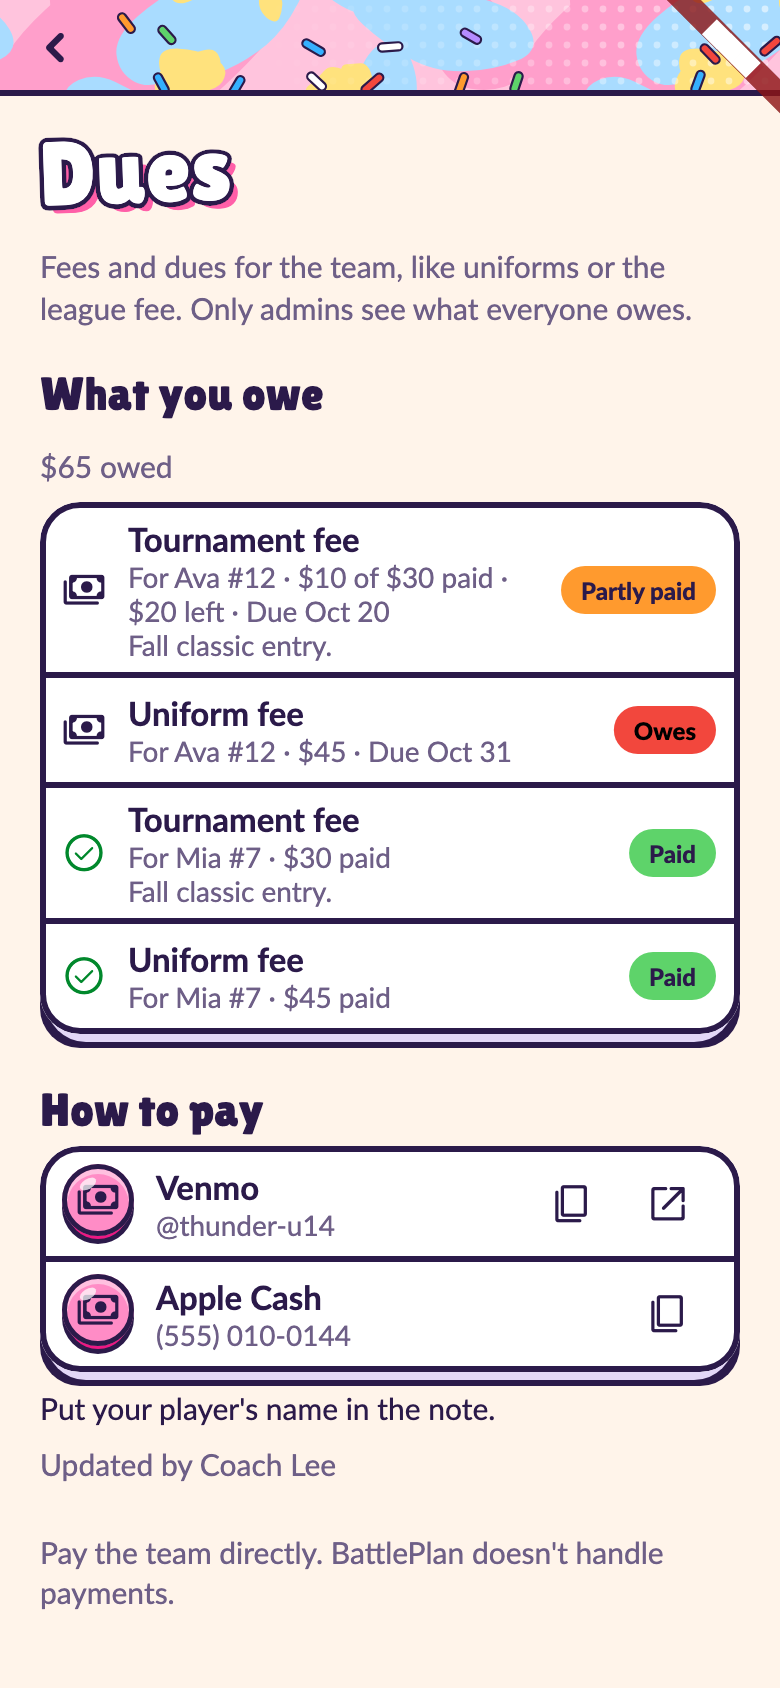 Dues
Fees and dues for the team, like uniforms or the
league fee. Only admins see what everyone owes.
What you owe
$65 owed
Tournament fee
For Ava #12 · $10 of $30 paid ·
$20 left · Due Oct 20
Fall classic entry.
Partly paid
Uniform fee
For Ava #12 · $45 · Due Oct 31
Owes
Tournament fee
For Mia #7 · $30 paid
Fall classic entry.
Paid
Uniform fee
For Mia #7 · $45 paid
Paid
How to pay
Venmo
@thunder-u14
Apple Cash
(555) 010-0144
Put your player's name in the note.
Updated by Coach Lee
Pay the team directly. BattlePlan doesn't handle
payments.